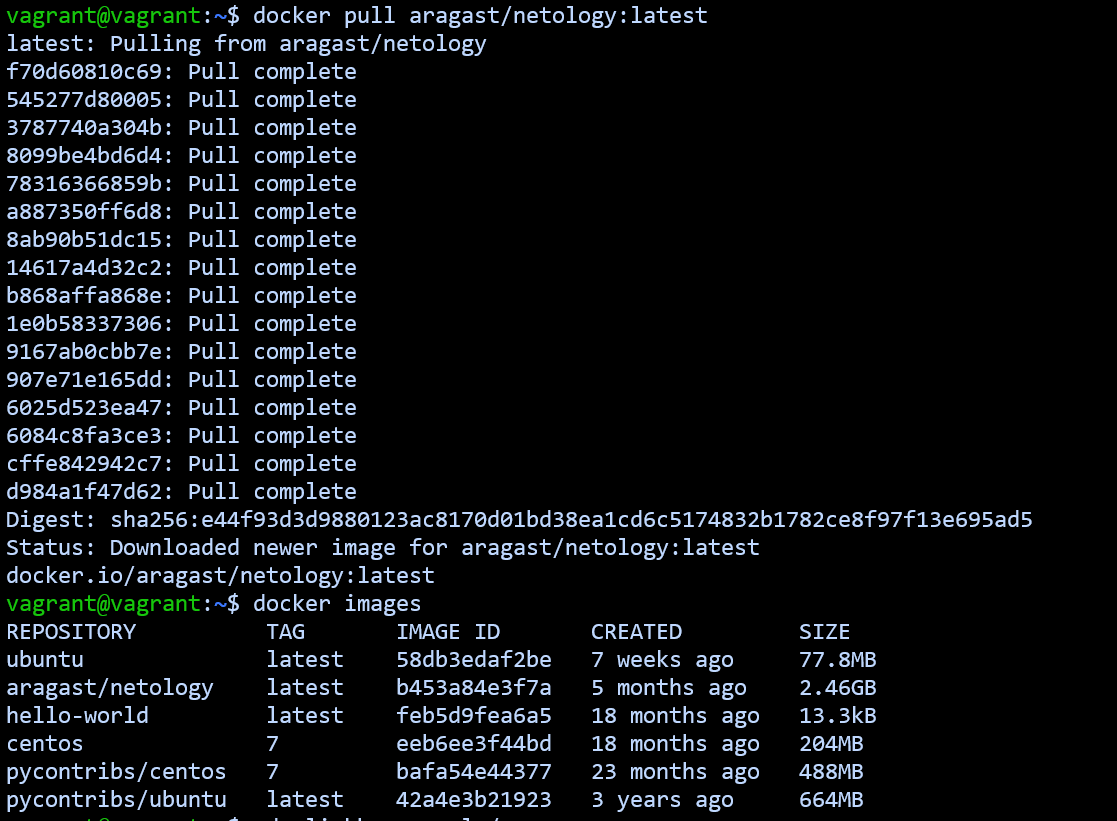 vagrant@vagrant:~$ docker pull aragast/netology:latest
latest: Pulling from aragast/netology
f70d60810c69: Pull complete
545277d80005: Pull complete
3787740a304b: Pull complete
8099be4bd6d4: Pull complete
78316366859b: Pull complete
a887350ff6d8: Pull complete
8ab90b51dc15: Pull complete
14617a4d32c2: Pull complete
b868affa868e: Pull complete
1e0b58337306: Pull complete
9167ab0cbb7e: Pull complete
907e71e165dd: Pull complete
6025d523ea47: Pull complete
6084c8fa3ce3: Pull complete
cffe842942c7: Pull complete
d984a1f47d62: Pull complete
Digest: sha256:e44f93d3d9880123ac8170d01bd38ea1cd6c5174832b1782ce8f97f13e695ad5
Status: Downloaded newer image for aragast/netology:latest
docker.io/aragast/netology:latest
vagrant@vagrant:~$ docker images
REPOSITORY          TAG       IMAGE ID       CREATED         SIZE
ubuntu              latest    58db3edaf2be   7 weeks ago     77.8MB
aragast/netology    latest    b453a84e3f7a   5 months ago    2.46GB
hello-world         latest    feb5d9fea6a5   18 months ago   13.3kB
centos              7         eeb6ee3f44bd   18 months ago   204MB
pycontribs/centos   7         bafa54e44377   23 months ago   488MB
pycontribs/ubuntu   latest    42a4e3b21923   3 years ago     664MB